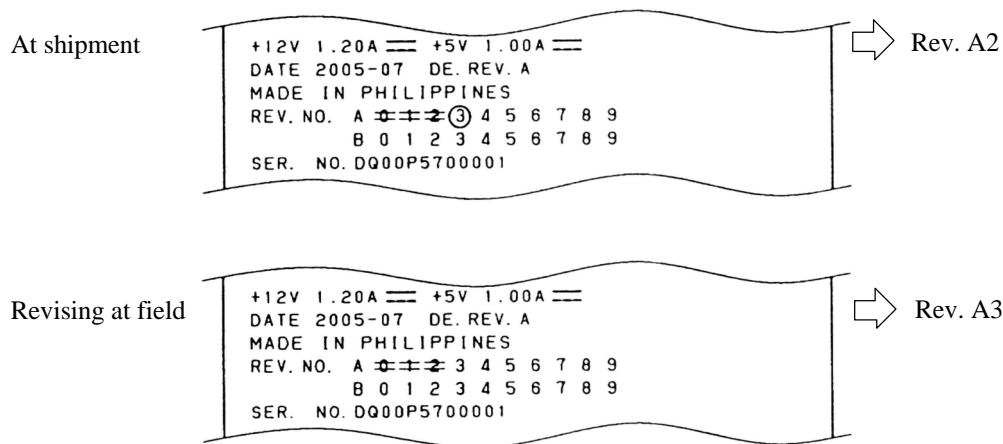 At shipment
+12V 1.20A +5V 1.00A
DATE 2005-07 DE. REV. A
MADE IN PHILIPPINES
REV. NO. A 0 1 2 3 4 5 6 7 8 9
B 0 1 2 3 4 5 6 7 8 9
SER. NO. DQ00P5700001
Rev. A2
Revising at field
+12V 1.20A +5V 1.00A
DATE 2005-07 DE. REV. A
MADE IN PHILIPPINES
REV. NO. A 0 1 2 3 4 5 6 7 8 9
B 0 1 2 3 4 5 6 7 8 9
SER. NO. DQ00P5700001
Rev. A3